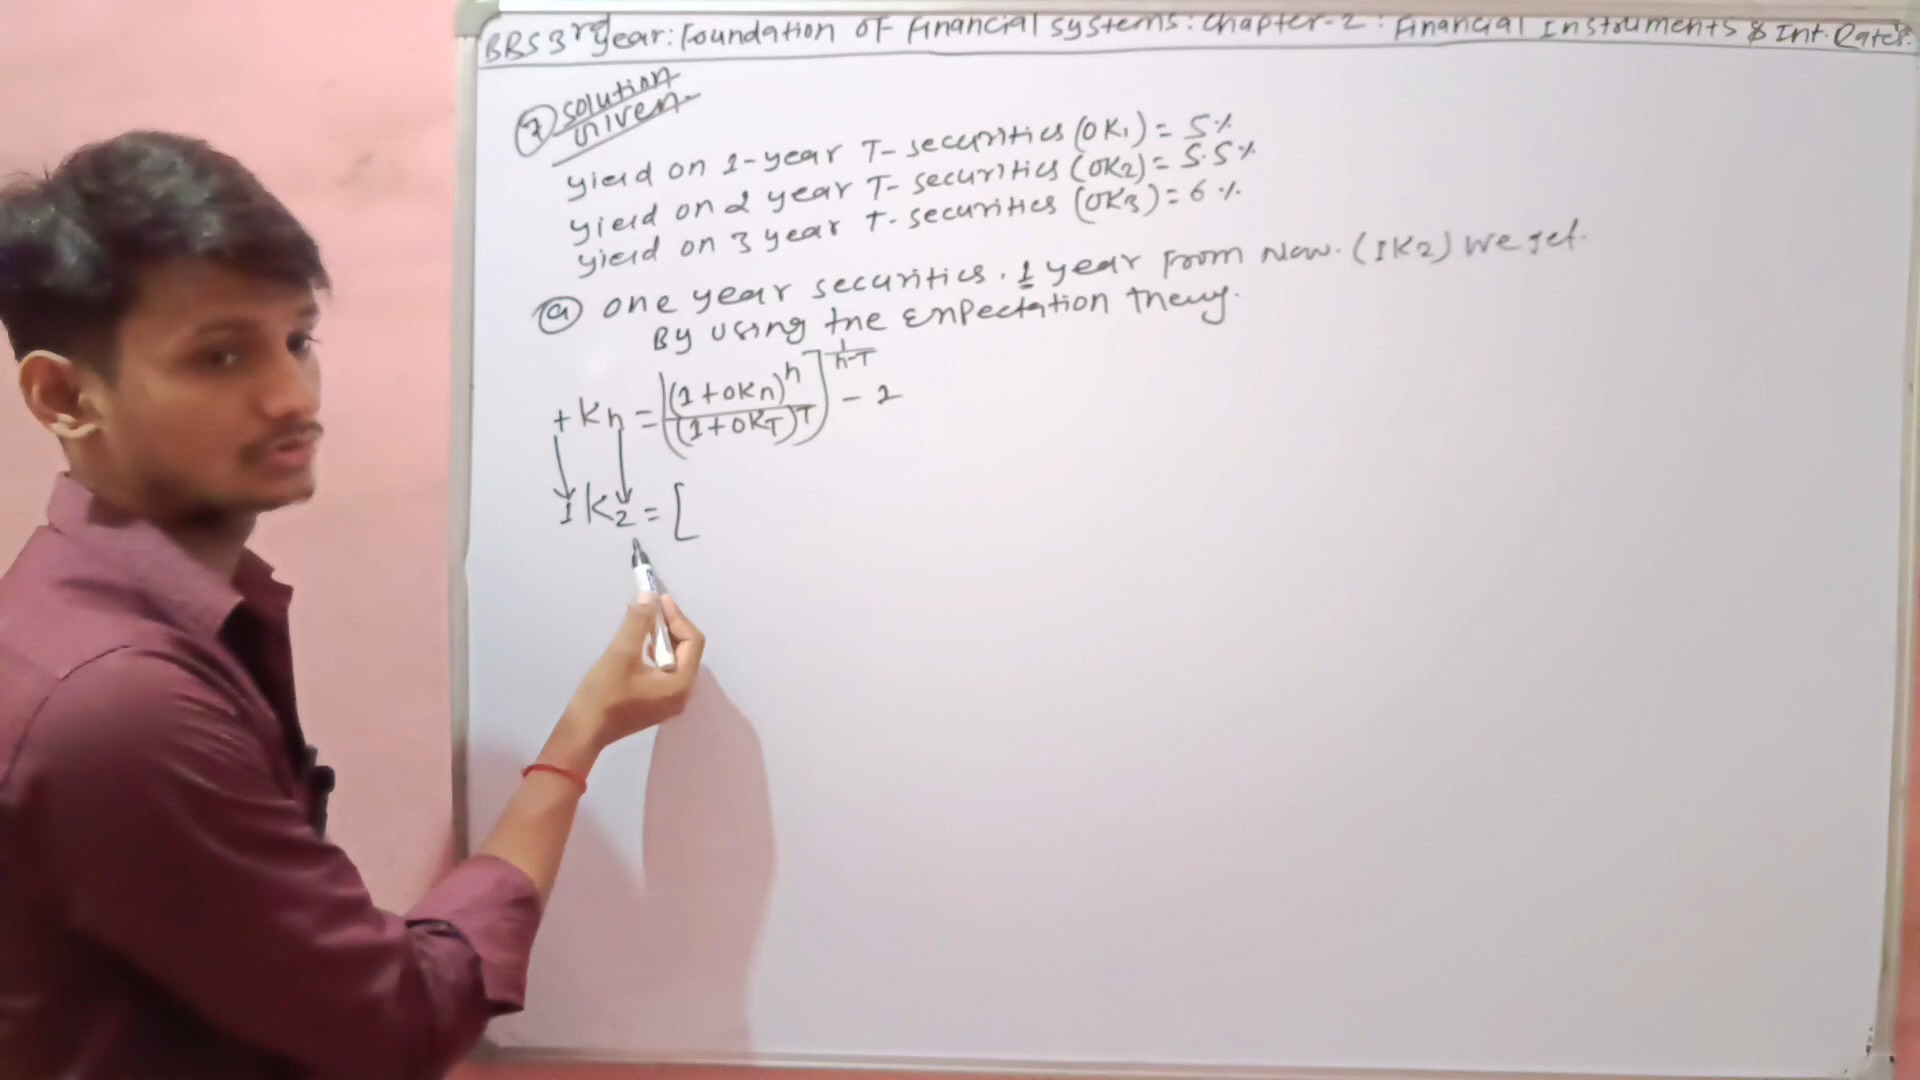 BBS 3rd year: Foundation of Financial systems: chapter-2: Financial Instruments & Int. Rates.
7 solution
Given
yield on 1-year T-securities (0K1) = 5%
yield on 2 year T-securities (0K2) = 5.5%
yield on 3 year T-securities (0K3) = 6%
a one year securities. 1 year from Now. (1K2) we get.
By using the Expectation theory.
TKn = [(1+0Kn)^n / (1+0KT)^T]^1/n-T - 1
1K2 = [